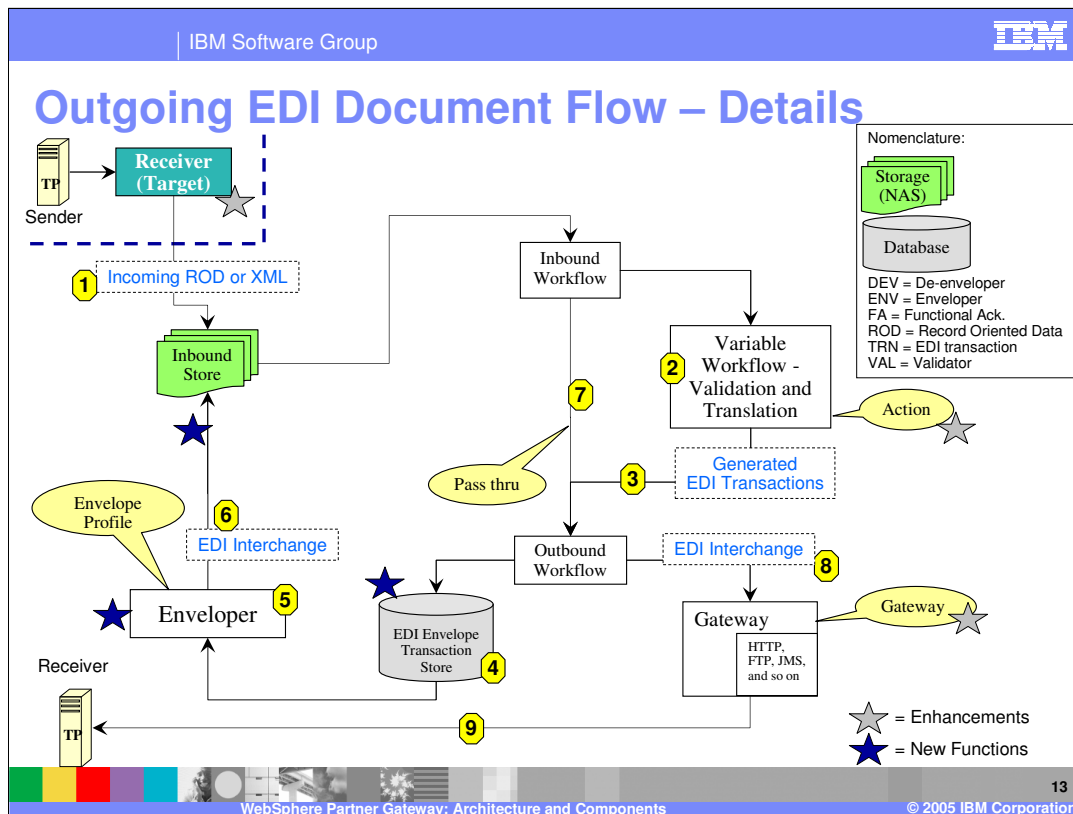 IBM Software Group
IBM
Outgoing EDI Document Flow – Details
Nomenclature:
Storage
(NAS)
Database
DEV = De-enveloper
ENV = Enveloper
FA = Functional Ack.
ROD = Record Oriented Data
TRN = EDI transaction
VAL = Validator
TP
Sender
Receiver
(Target)
1
Incoming ROD or XML
Inbound
Store
Inbound
Workflow
2
Variable
Workflow -
Validation and
Translation
Action
7
Pass thru
3
Generated
EDI Transactions
Envelope
Profile
6
EDI Interchange
Outbound
Workflow
EDI Interchange
8
Enveloper
5
EDI Envelope
Transaction
Store
4
Gateway
HTTP,
FTP, JMS,
and so on
Gateway
Receiver
TP
9
= Enhancements
= New Functions
13
WebSphere Partner Gateway: Architecture and Components
© 2005 IBM Corporation